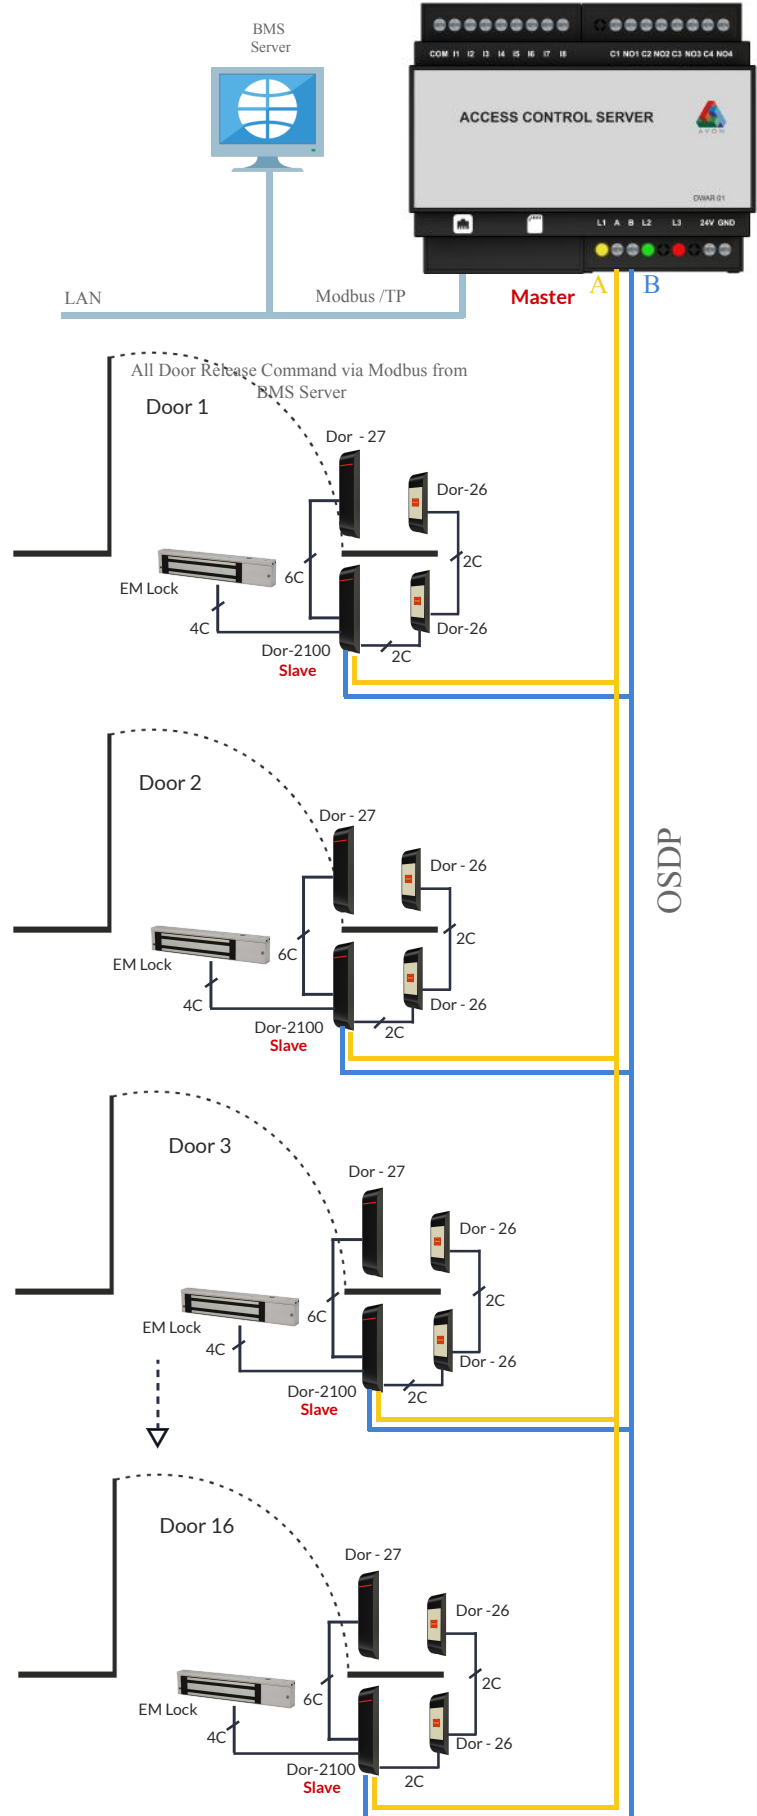 BMS
Server
COM I1 I2 I3 I4 I5 I6 I7 I8
C1 NO1 C2 NO2 C3 NO3 C4 NO4
ACCESS CONTROL SERVER
AVON
DWAR 01
L1 A B L2 L3 24V GND
LAN
Modbus /TP
Master
A
B
All Door Release Command via Modbus from
BMS Server
Door 1
Dor - 27
Dor-26
6C
2C
EM Lock
4C
Dor-26
Dor-2100
2C
Slave
Door 2
Dor - 27
Dor - 26
OSDP
6C
2C
EM Lock
4C
Dor - 26
Dor-2100
2C
Slave
Door 3
Dor - 27
Dor - 26
6C
2C
EM Lock
4C
Dor - 26
Dor-2100
2C
Slave
Door 16
Dor - 27
Dor -26
6C
2C
EM Lock
4C
Dor - 26
Dor-2100
2C
Slave